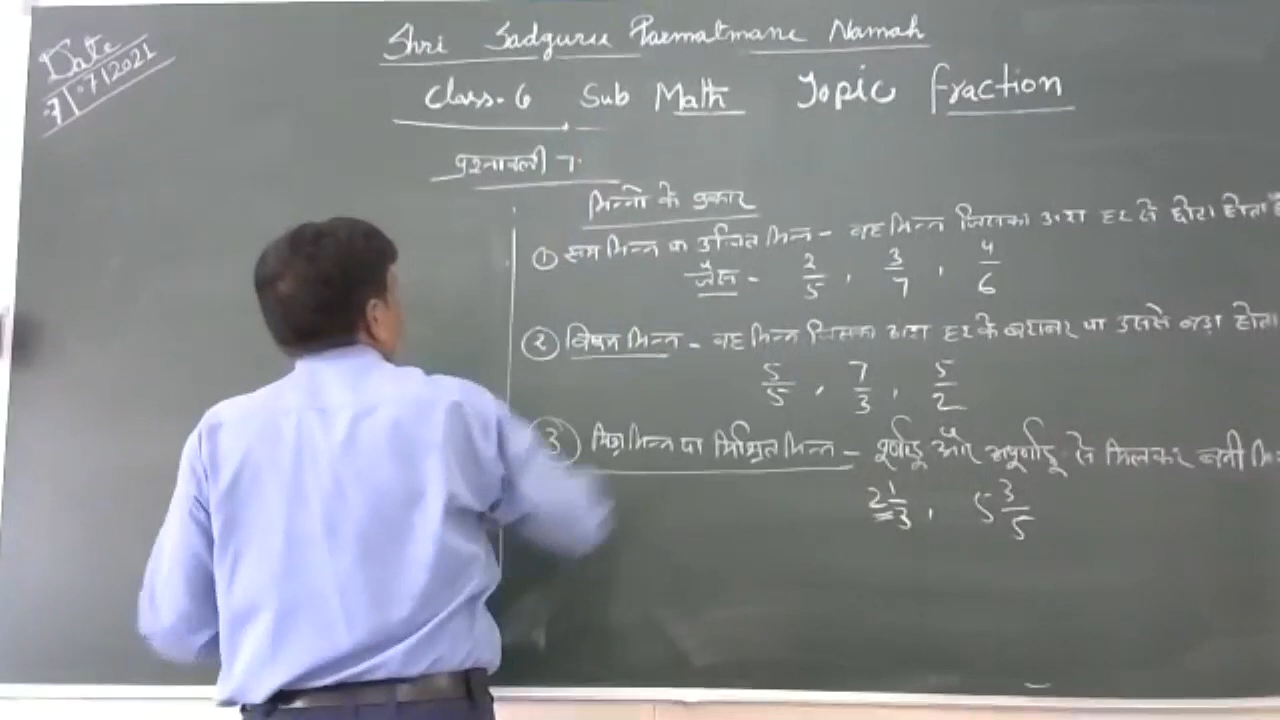 Date
7/07/2021
Shri Sadguru Parmatmane Namah
Class-6 Sub Math Topic fraction
प्रश्नावली 7.
भिन्नों के प्रकार
① सम भिन्न या उचित भिन्न - वह भिन्न जिसका अंश हर से छोटा होता है
जैसे - 2/5, 3/7, 4/6
② विषम भिन्न - वह भिन्न जिसका अंश हर के बराबर या उससे बड़ा होता
5/5, 7/3, 5/2
③ मिश्र भिन्न या मिश्रित भिन्न - पूर्णांक और अपूर्णांक से मिलकर बनी
2 1/3, 5 3/5